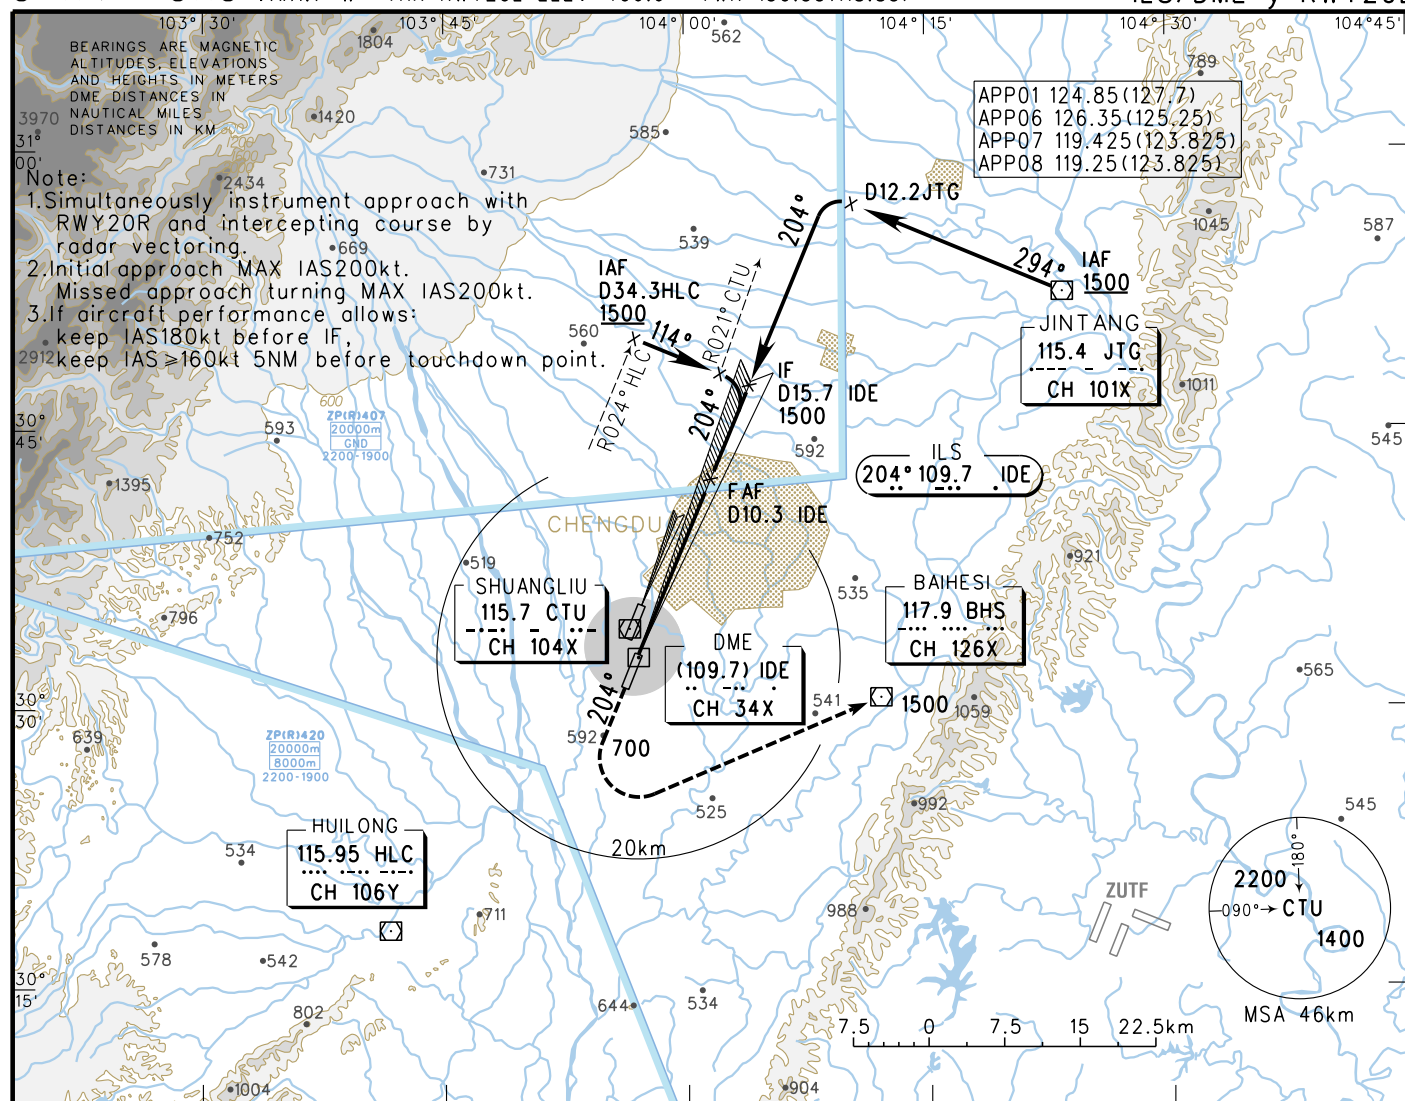 103° 30'
103° 45'
104° 00'
104° 15'
104° 30'
104° 45'
BEARINGS ARE MAGNETIC
ALTITUDES, ELEVATIONS
AND HEIGHTS IN METERS
DME DISTANCES IN
NAUTICAL MILES
DISTANCES IN KM
1804
562
789
3970
1420
585
31°
00'
APP01 124.85(127.7)
APP06 126.35(125.25)
APP07 119.425(123.825)
APP08 119.25(123.825)
Note:
1.Simultaneously instrument approach with
RWY20R and intercepting course by
radar vectoring.
2.Initial approach MAX IAS200kt.
Missed approach turning MAX IAS200kt.
3.If aircraft performance allows:
keep IAS180kt before IF,
keep IAS≥160kt 5NM before touchdown point.
2434
731
669
539
560
2912
1045
587
1011
D12.2JTG
204°
294°
IAF
1500
JINTANG
115.4 JTG
CH 101X
IAF
D34.3HLC
1500
114°
R021° CTU
R024° HLC
204°
IF
D15.7 IDE
1500
592
600
30°
45'
ZP(R)407
20000m
GND
2200-1900
593
545
1395
ILS
204° 109.7 IDE
FAF
D10.3 IDE
CHENGDU
752
519
921
535
796
SHUANGLIU
115.7 CTU
CH 104X
BAIHESI
117.9 BHS
CH 126X
DME
(109.7) IDE
CH 34X
565
204°
541
1500
1059
30°
30'
639
592
700
ZP(R)420
20000m
8000m
2200-1900
525
992
545
20km
HUILONG
115.95 HLC
CH 106Y
534
711
988
ZUTF
180°
2200
090°
CTU
1400
MSA 46km
578
542
30°
15'
644
534
802
7.5 0 7.5 15 22.5km
1004
904